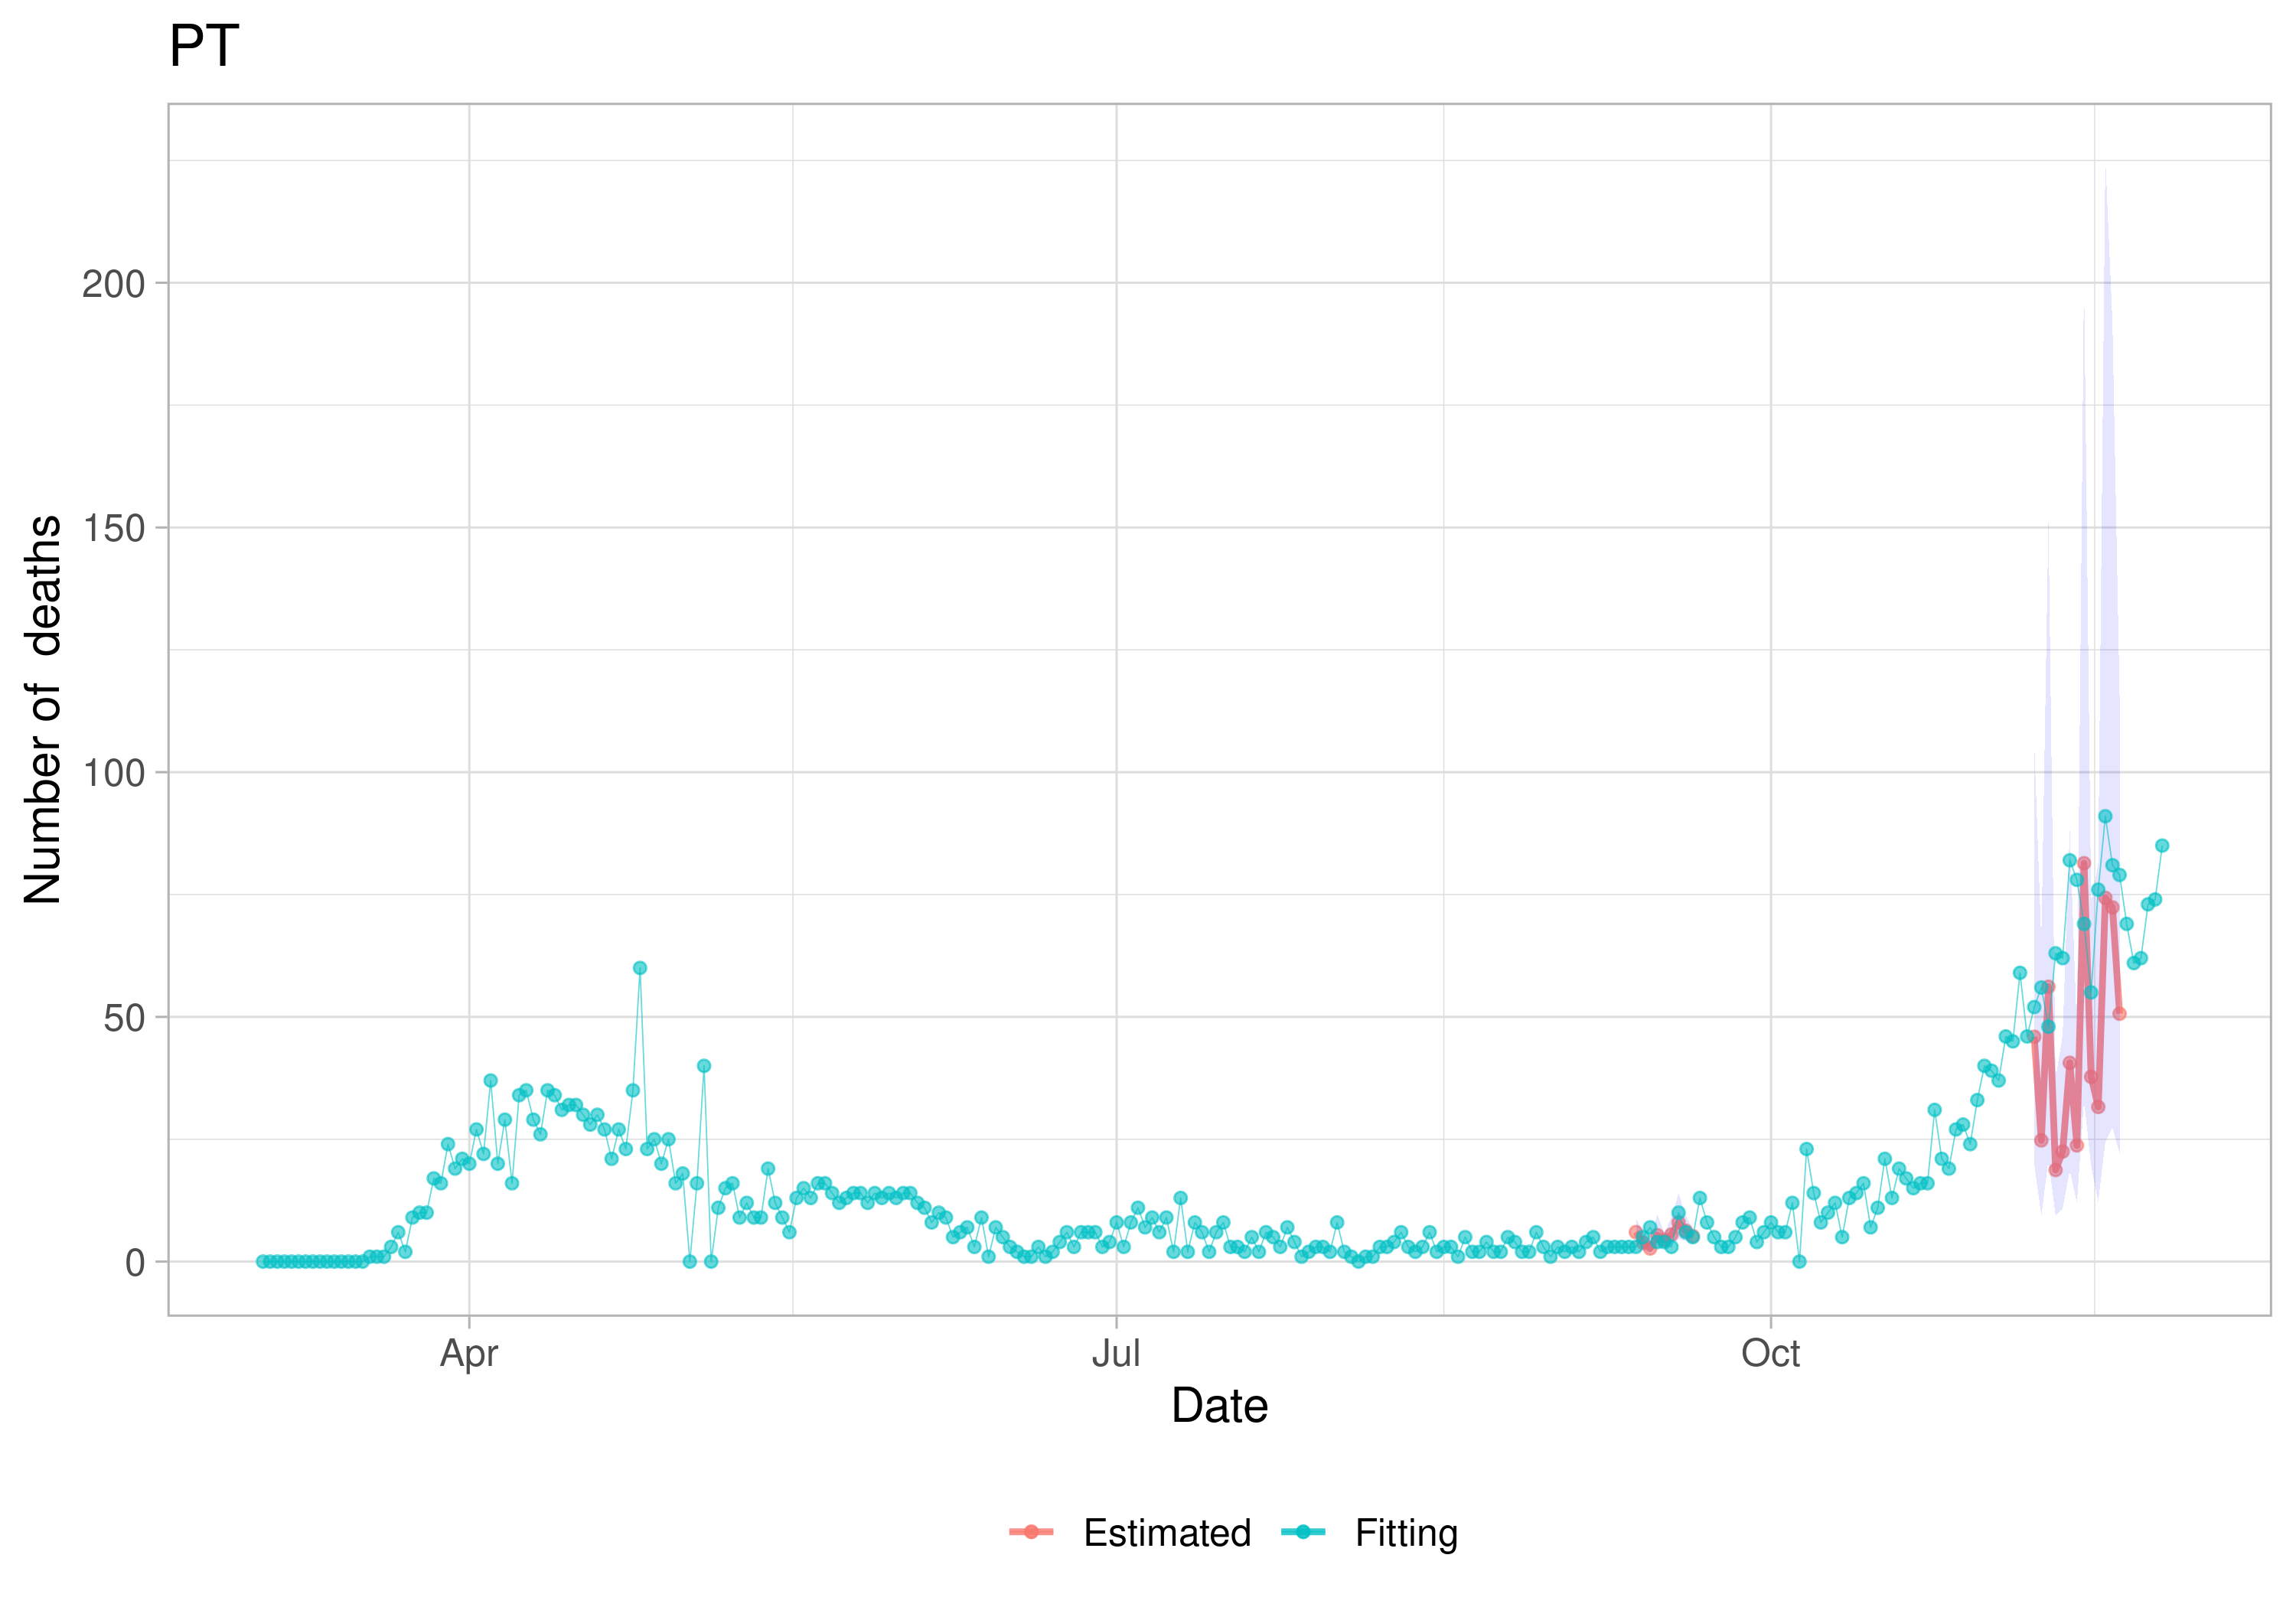 PT
Number of  deaths
200
150
100
50
0
Apr
Jul
Oct
Date
Estimated
Fitting